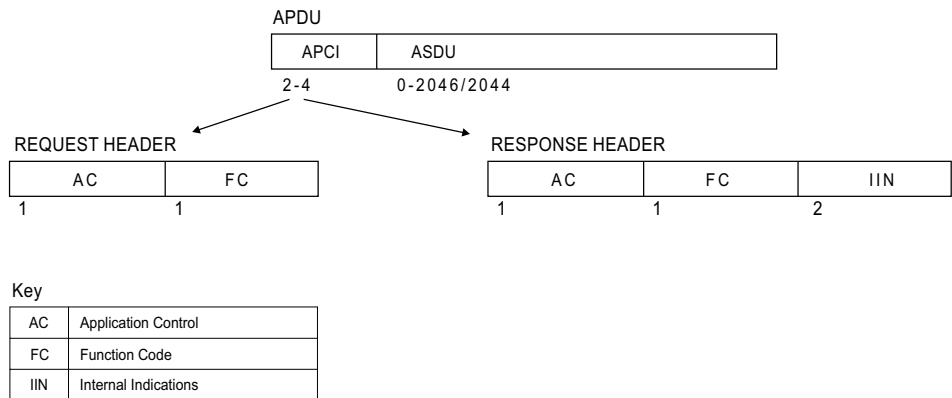 APDU
APCI ASDU
2-4 0-2046/2044
REQUEST HEADER RESPONSE HEADER
AC FC AC FC IIN
1 1 1 1 2
Key
AC Application Control
FC Function Code
IIN Internal Indications